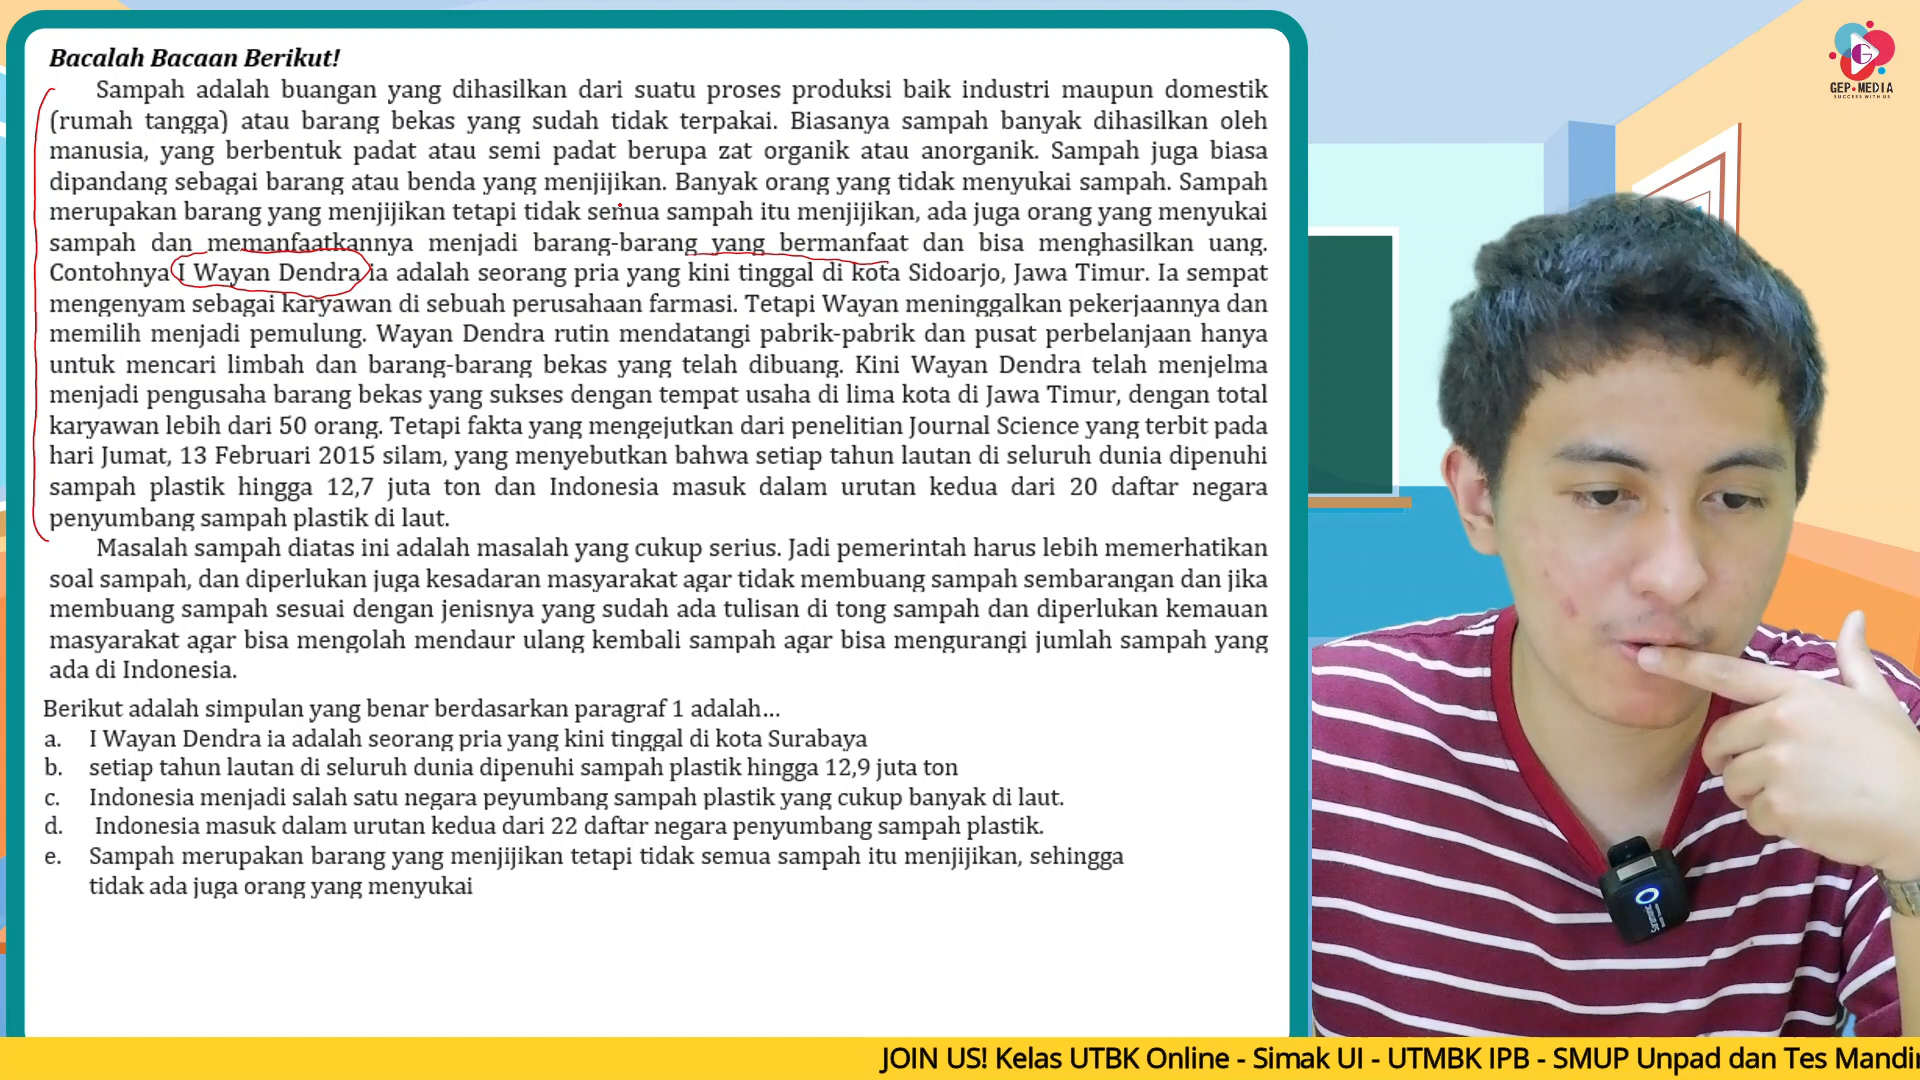 Bacalah Bacaan Berikut!
Sampah adalah buangan yang dihasilkan dari suatu proses produksi baik industri maupun domestik
(rumah tangga) atau barang bekas yang sudah tidak terpakai. Biasanya sampah banyak dihasilkan oleh
manusia, yang berbentuk padat atau semi padat berupa zat organik atau anorganik. Sampah juga biasa
dipandang sebagai barang atau benda yang menjijikan. Banyak orang yang tidak menyukai sampah. Sampah
merupakan barang yang menjijikan tetapi tidak semua sampah itu menjijikan, ada juga orang yang menyukai
sampah dan memanfaatkannya menjadi barang-barang yang bermanfaat dan bisa menghasilkan uang.
Contohnya I Wayan Dendra ia adalah seorang pria yang kini tinggal di kota Sidoarjo, Jawa Timur. Ia sempat
mengenyam sebagai karyawan di sebuah perusahaan farmasi. Tetapi Wayan meninggalkan pekerjaannya dan
memilih menjadi pemulung. Wayan Dendra rutin mendatangi pabrik-pabrik dan pusat perbelanjaan hanya
untuk mencari limbah dan barang-barang bekas yang telah dibuang. Kini Wayan Dendra telah menjelma
menjadi pengusaha barang bekas yang sukses dengan tempat usaha di lima kota di Jawa Timur, dengan total
karyawan lebih dari 50 orang. Tetapi fakta yang mengejutkan dari penelitian Journal Science yang terbit pada
hari Jumat, 13 Februari 2015 silam, yang menyebutkan bahwa setiap tahun lautan di seluruh dunia dipenuhi
sampah plastik hingga 12,7 juta ton dan Indonesia masuk dalam urutan kedua dari 20 daftar negara
penyumbang sampah plastik di laut.
Masalah sampah diatas ini adalah masalah yang cukup serius. Jadi pemerintah harus lebih memerhatikan
soal sampah, dan diperlukan juga kesadaran masyarakat agar tidak membuang sampah sembarangan dan jika
membuang sampah sesuai dengan jenisnya yang sudah ada tulisan di tong sampah dan diperlukan kemauan
masyarakat agar bisa mengolah mendaur ulang kembali sampah agar bisa mengurangi jumlah sampah yang
ada di Indonesia.
Berikut adalah simpulan yang benar berdasarkan paragraf 1 adalah...
a. I Wayan Dendra ia adalah seorang pria yang kini tinggal di kota Surabaya
b. setiap tahun lautan di seluruh dunia dipenuhi sampah plastik hingga 12,9 juta ton
c. Indonesia menjadi salah satu negara peyumbang sampah plastik yang cukup banyak di laut.
d. Indonesia masuk dalam urutan kedua dari 22 daftar negara penyumbang sampah plastik.
e. Sampah merupakan barang yang menjijikan tetapi tidak semua sampah itu menjijikan, sehingga
tidak ada juga orang yang menyukai
G
GEP•MEDIA
SUCCESS WITH US
JOIN US! Kelas UTBK Online - Simak UI - UTMBK IPB - SMUP Unpad dan Tes Mandi